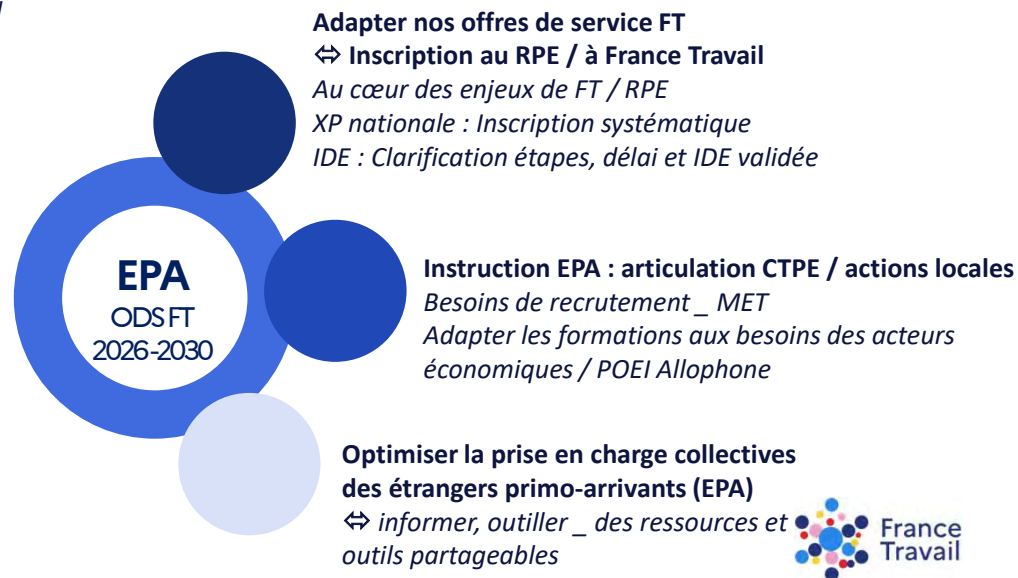 Adapter nos offres de service FT
⇔ Inscription au RPE / à France Travail
Au cœur des enjeux de FT / RPE
XP nationale : Inscription systématique
IDE : Clarification étapes, délai et IDE validée
EPA
ODS FT
2026-2030
Instruction EPA : articulation CTPE / actions locales
Besoins de recrutement _ MET
Adapter les formations aux besoins des acteurs
économiques / POEI Allophone
Optimiser la prise en charge collectives
des étrangers primo-arrivants (EPA)
⇔ informer, outiller _ des ressources et
outils partageables
France
Travail